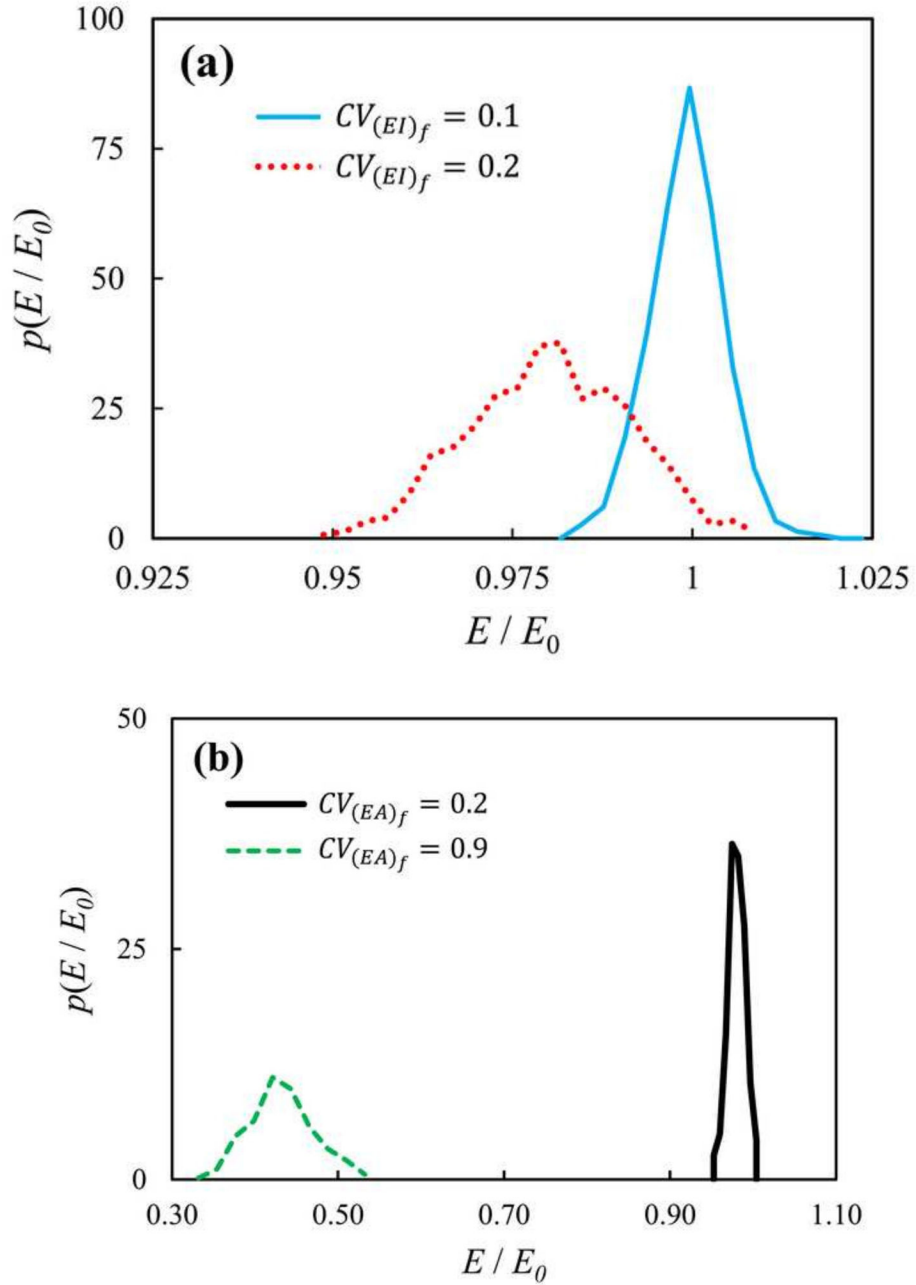 100
(a)
CV(EI)f = 0.1
CV(EI)f = 0.2
75
50
25
0
p(E / E0)
0.925 0.95 0.975 1 1.025
E / E0
50
(b)
CV(EA)f = 0.2
CV(EA)f = 0.9
25
0
p(E / E0)
0.30 0.50 0.70 0.90 1.10
E / E0